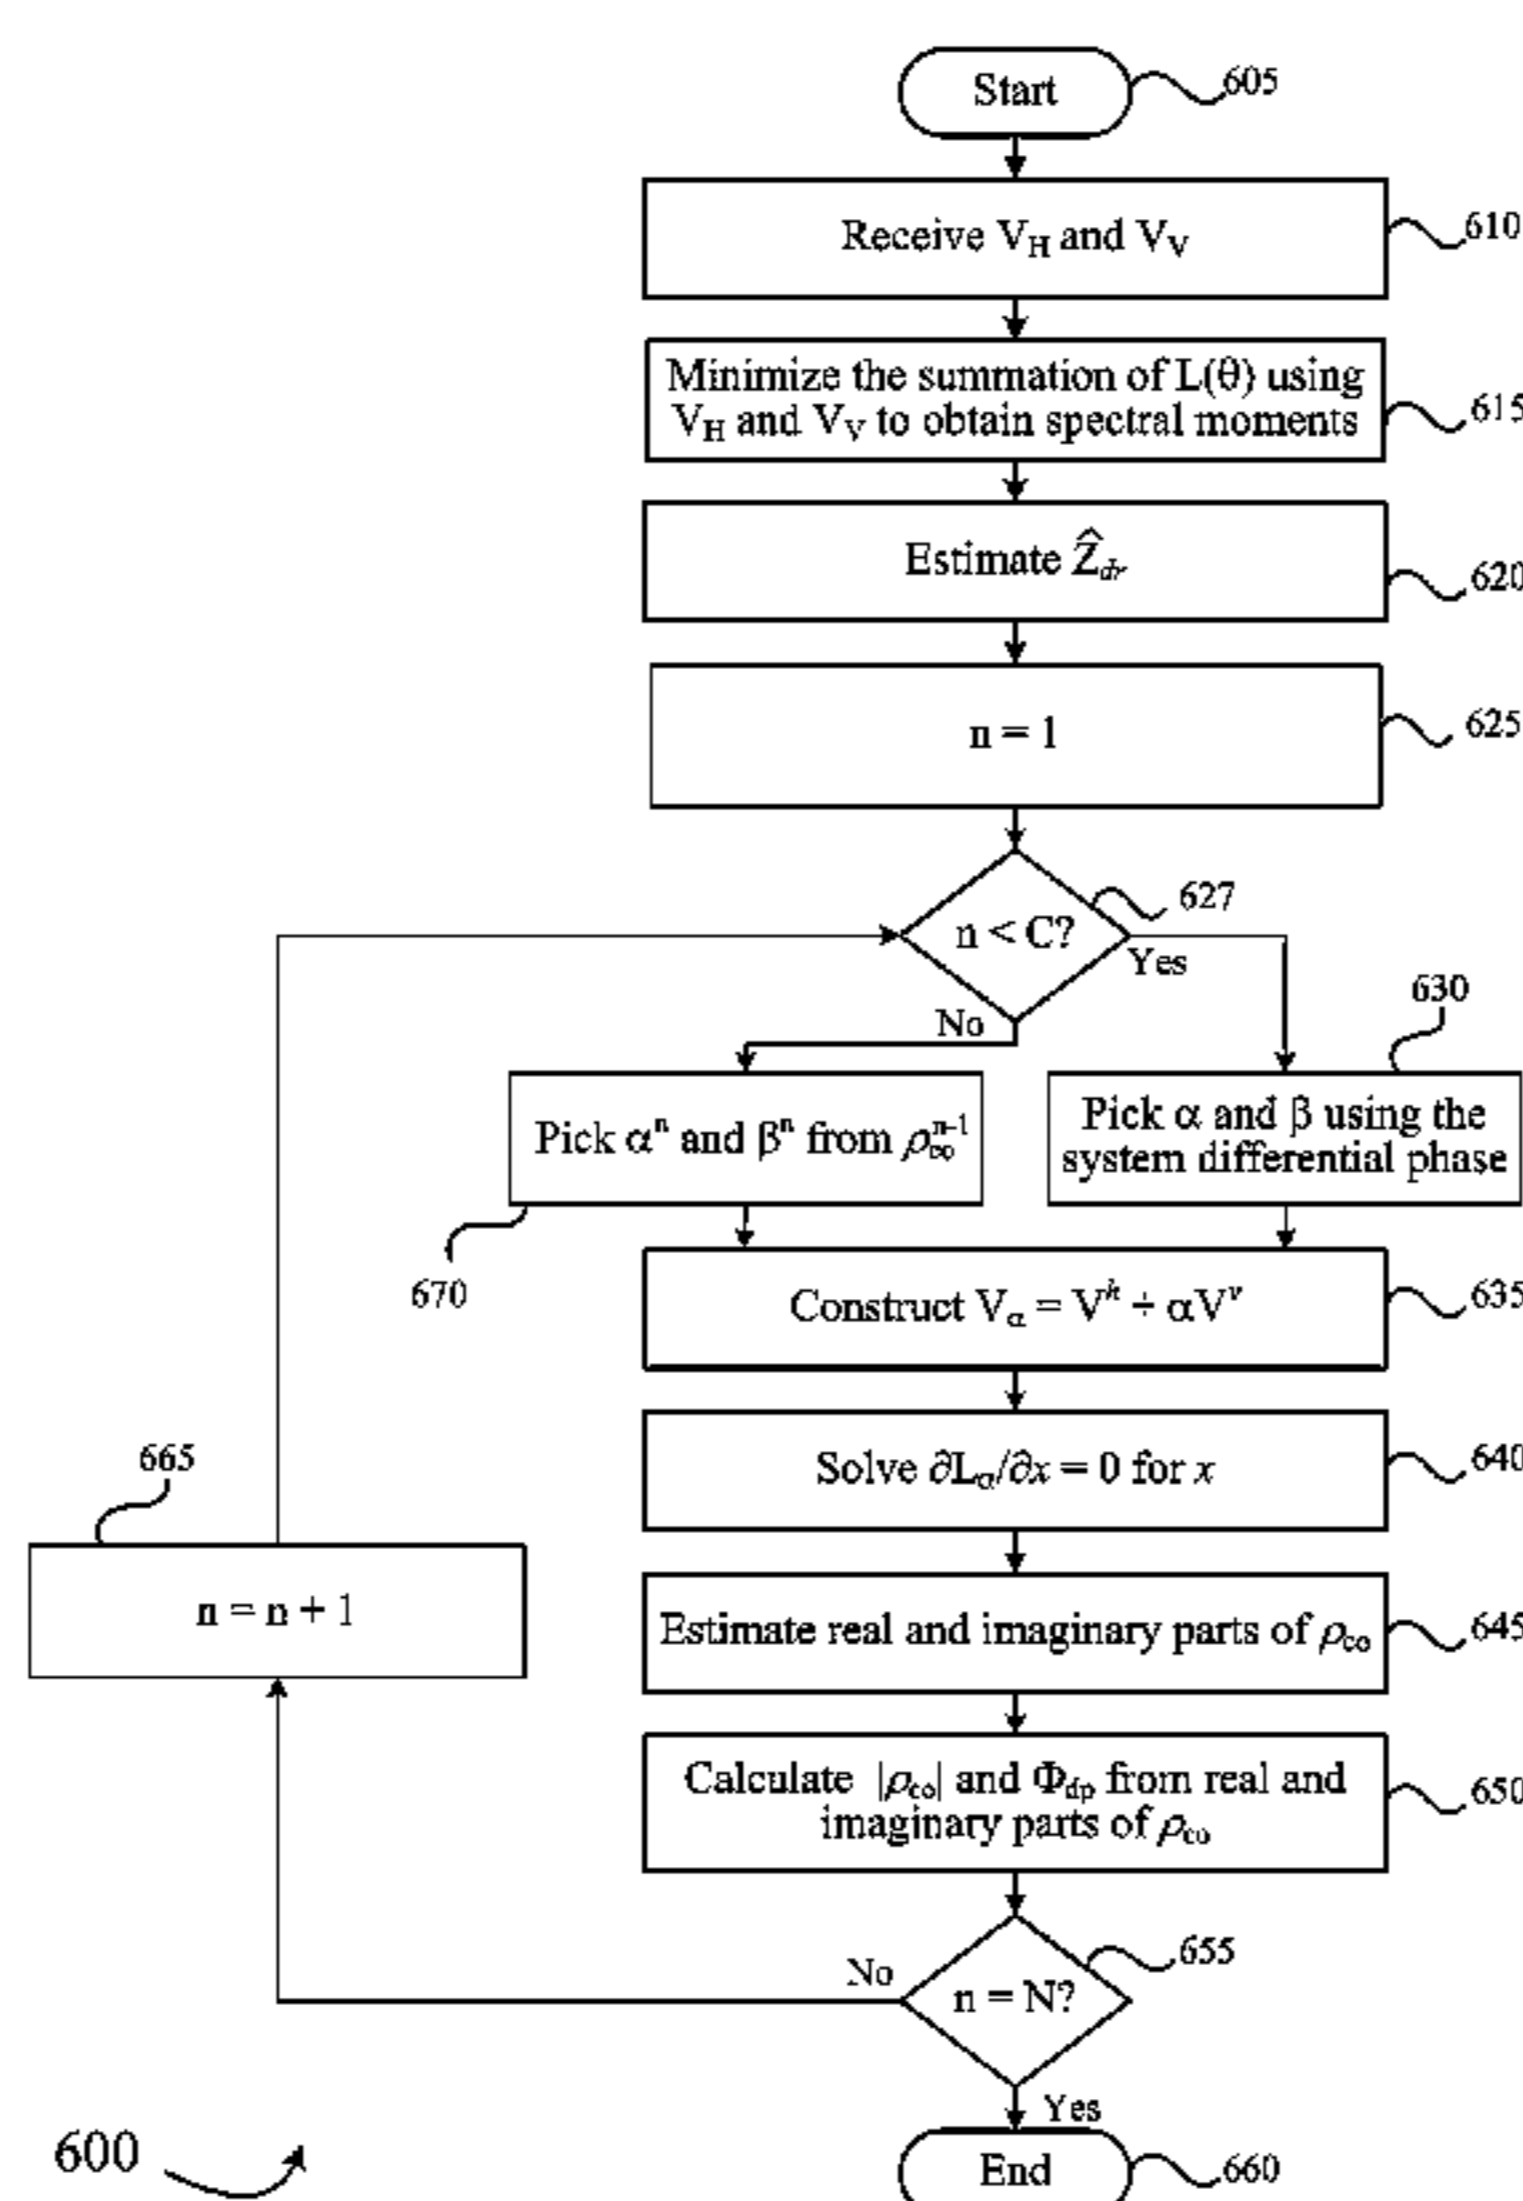 Start
605
Receive V_H and V_V
610
Minimize the summation of L(θ) using
V_H and V_V to obtain spectral moments
615
Estimate Ẑ_dr
620
n = 1
625
n < C?
627
Yes
No
630
Pick αⁿ and βⁿ from ρ_co^n-1
Pick α and β using the
system differential phase
670
Construct V_α = V^h + αV^v
635
Solve ∂L_α/∂x = 0 for x
640
665
n = n + 1
Estimate real and imaginary parts of ρ_co
645
Calculate |ρ_co| and Φ_dp from real and
imaginary parts of ρ_co
650
No
n = N?
655
Yes
600
End
660